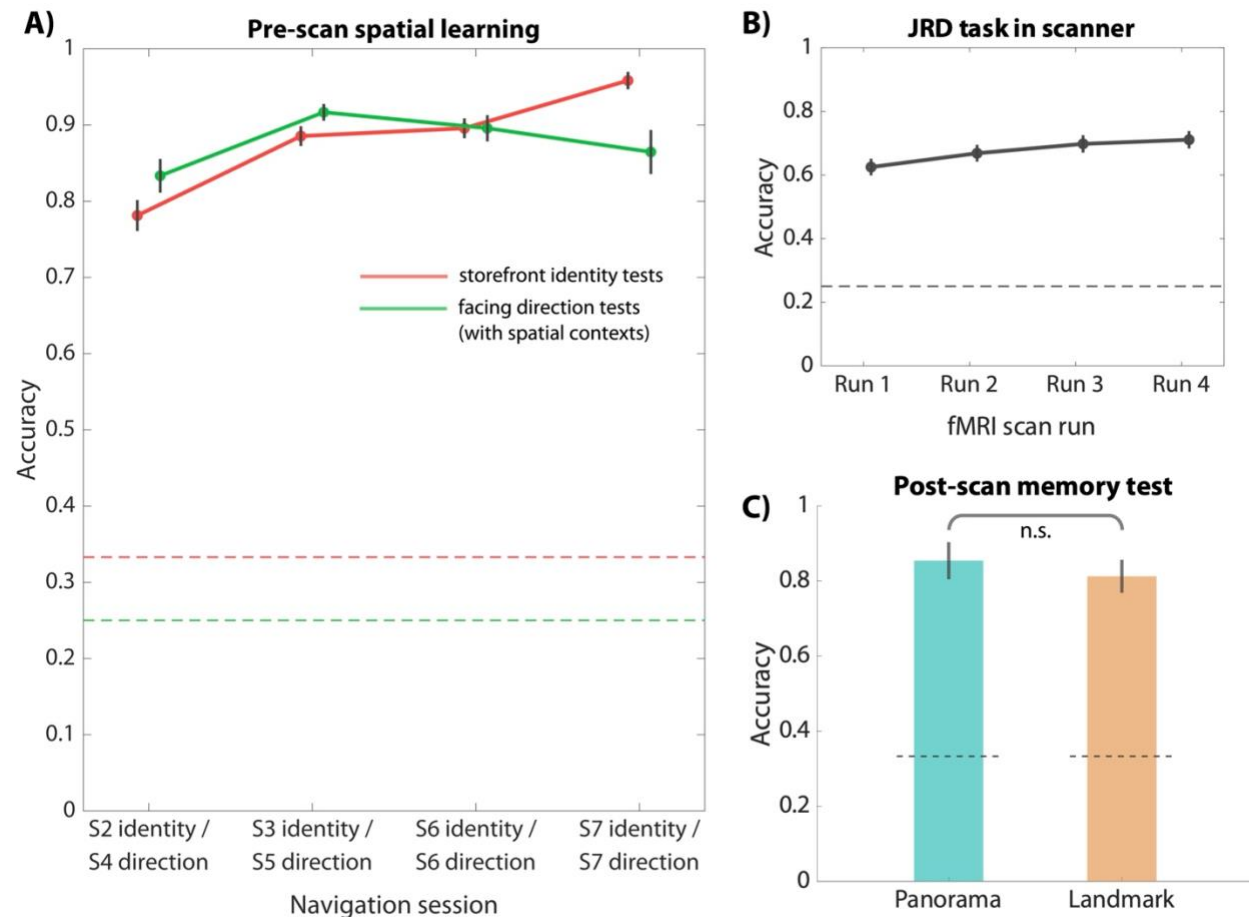 A)
Pre-scan spatial learning
1
0.9
0.8
0.7
0.6
0.5
0.4
0.3
0.2
0.1
0
Accuracy
storefront identity tests
facing direction tests
(with spatial contexts)
S2 identity /
S4 direction
S3 identity /
S5 direction
S6 identity /
S6 direction
S7 identity /
S7 direction
Navigation session
B)
JRD task in scanner
1
0.8
0.6
0.4
0.2
0
Accuracy
Run 1
Run 2
Run 3
Run 4
fMRI scan run
C)
Post-scan memory test
1
0.8
0.6
0.4
0.2
0
Accuracy
n.s.
Panorama
Landmark